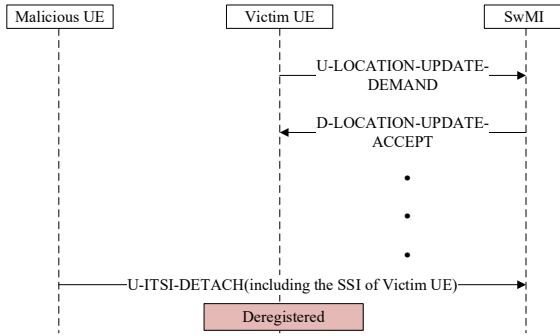 Malicious UE
Victim UE
SwMI
U-LOCATION-UPDATE-
DEMAND
D-LOCATION-UPDATE-
ACCEPT
U-ITSI-DETACH(including the SSI of Victim UE)
Deregistered